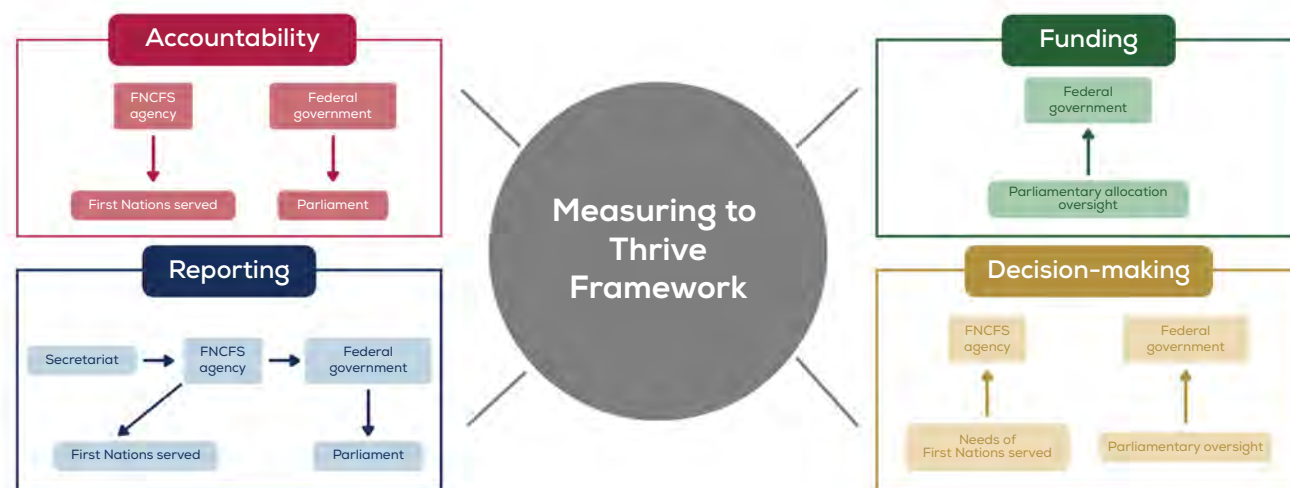 Accountability
FNCFS
agency
Federal
government
First Nations served
Parliament
Funding
Federal
government
Parliamentary allocation
oversight
Measuring to
Thrive
Framework
Reporting
Secretariat
FNCFS
agency
Federal
government
First Nations served
Parliament
Decision-making
FNCFS
agency
Federal
government
Needs of
First Nations served
Parliamentary oversight